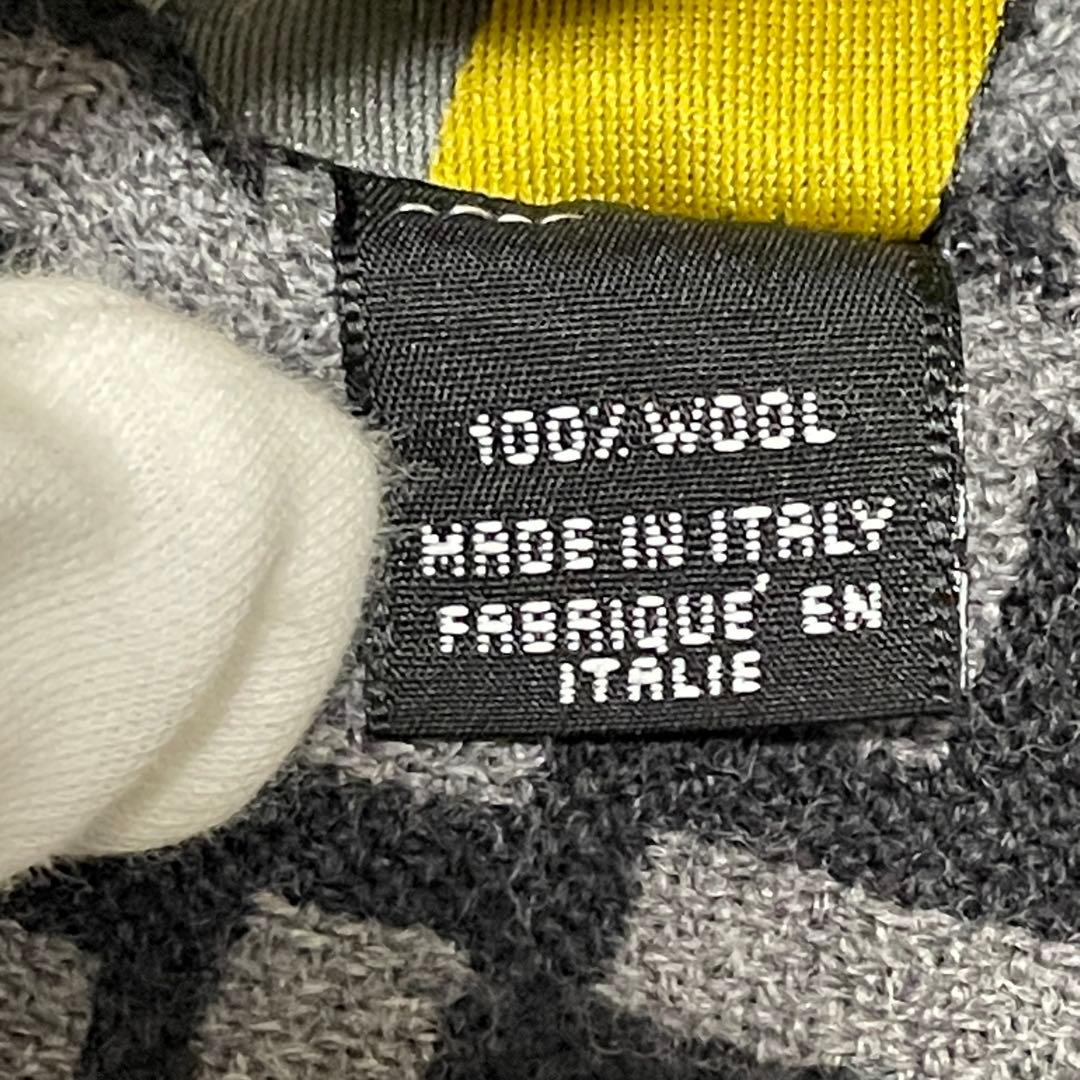 100% WOOL
MADE IN ITALY
FABRIQUÉ EN
ITALIE